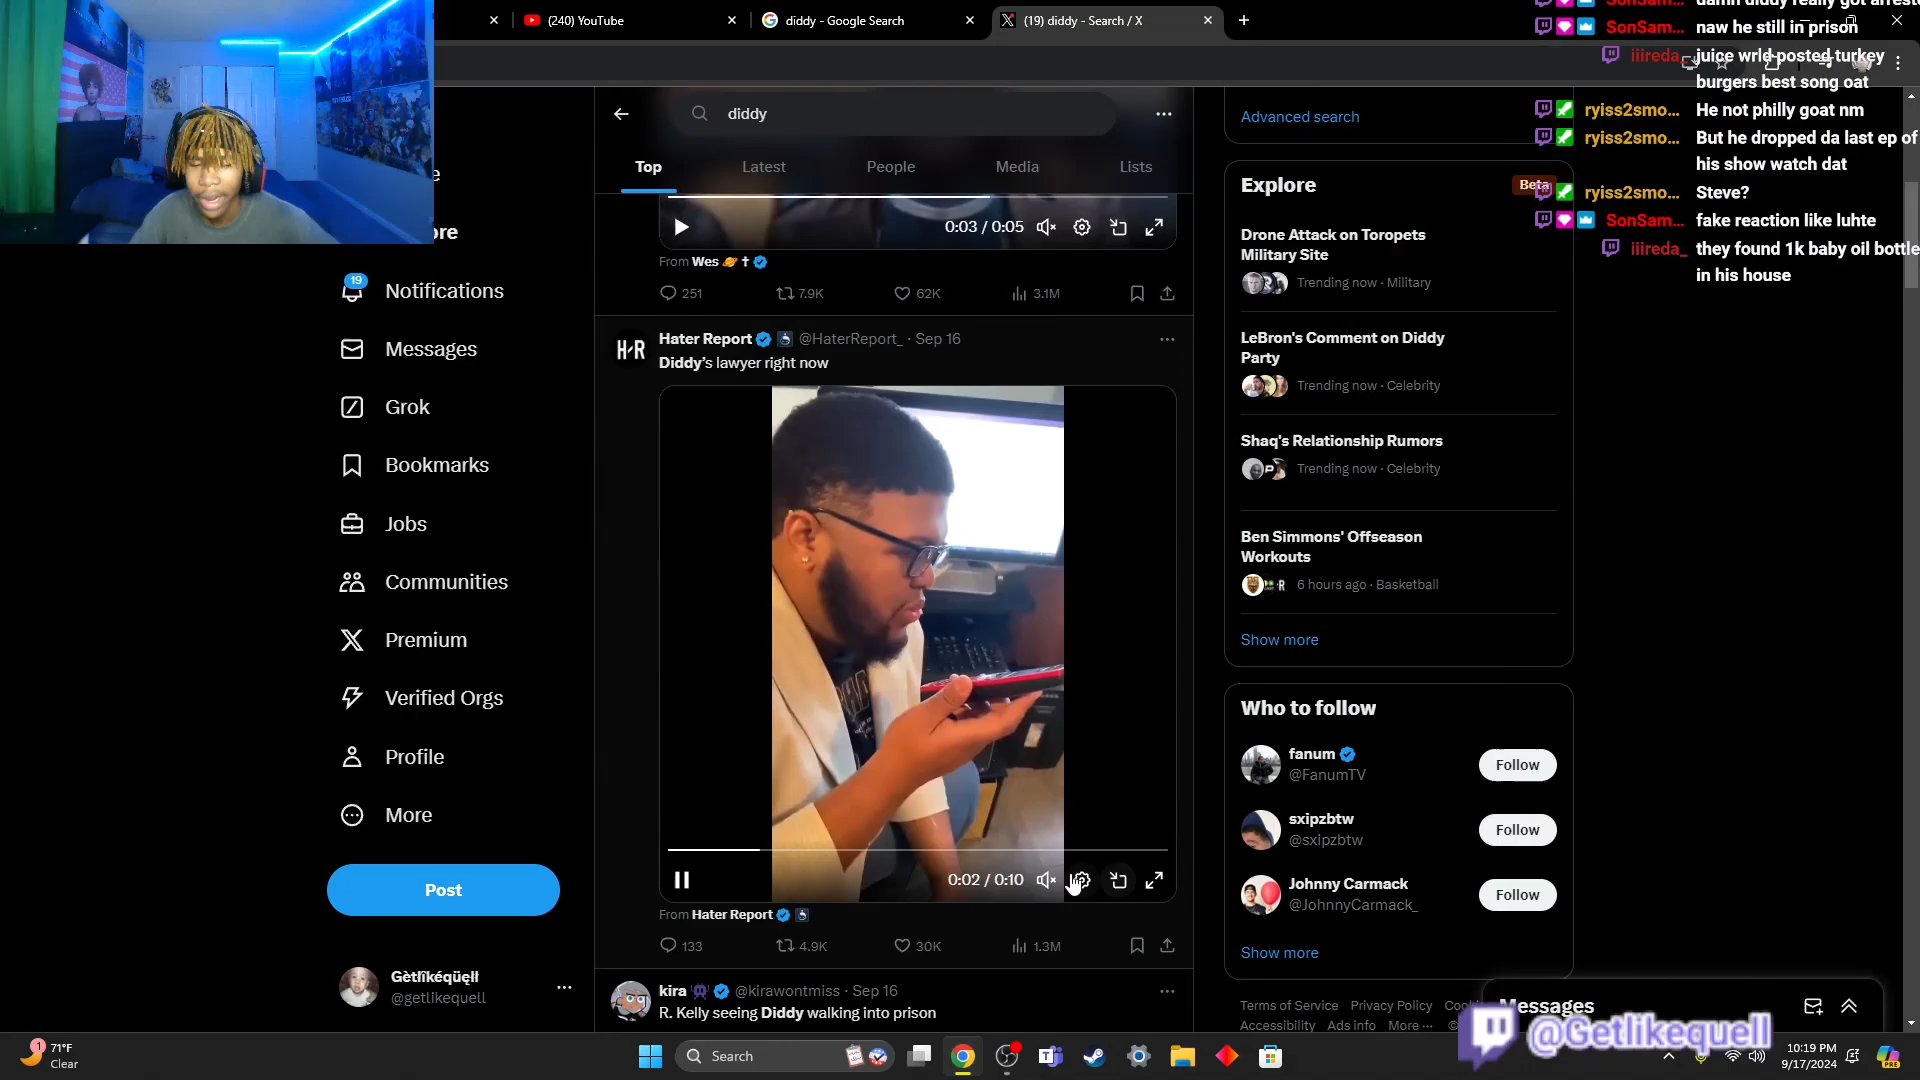 (240) YouTube
diddy - Google Search
(19) diddy - Search / X
naw he still in prison
iiireda_ juice wrld posted turkey
burgers best song oat
ryiss2smo... He not philly goat nm
ryiss2smo... But he dropped da last ep of
his show watch dat
ryiss2smo... Steve?
SonSam... fake reaction like luhte
iiireda_ they found 1k baby oil bottle
in his house
diddy
Top
Latest
People
Media
Lists
0:03 / 0:05
From Wes
251
7.9K
62K
3.1M
Hater Report @HaterReport_ · Sep 16
Diddy's lawyer right now
0:02 / 0:10
From Hater Report
133
4.9K
30K
1.3M
kira @kirawontmiss · Sep 16
R. Kelly seeing Diddy walking into prison
19
Notifications
Messages
Grok
Bookmarks
Jobs
Communities
Premium
Verified Orgs
Profile
More
Post
Gètlîkéqüęłł
@getlikequell
Advanced search
Explore
Beta
Drone Attack on Toropets
Military Site
Trending now · Military
LeBron's Comment on Diddy
Party
Trending now · Celebrity
Shaq's Relationship Rumors
Trending now · Celebrity
Ben Simmons' Offseason
Workouts
6 hours ago · Basketball
Show more
Who to follow
fanum
@FanumTV
Follow
sxipzbtw
@sxipzbtw
Follow
Johnny Carmack
@JohnnyCarmack_
Follow
Show more
Terms of Service Privacy Policy
Accessibility Ads info More ...
Messages
@Getlikequell
1
71°F
Clear
Search
10:19 PM
9/17/2024